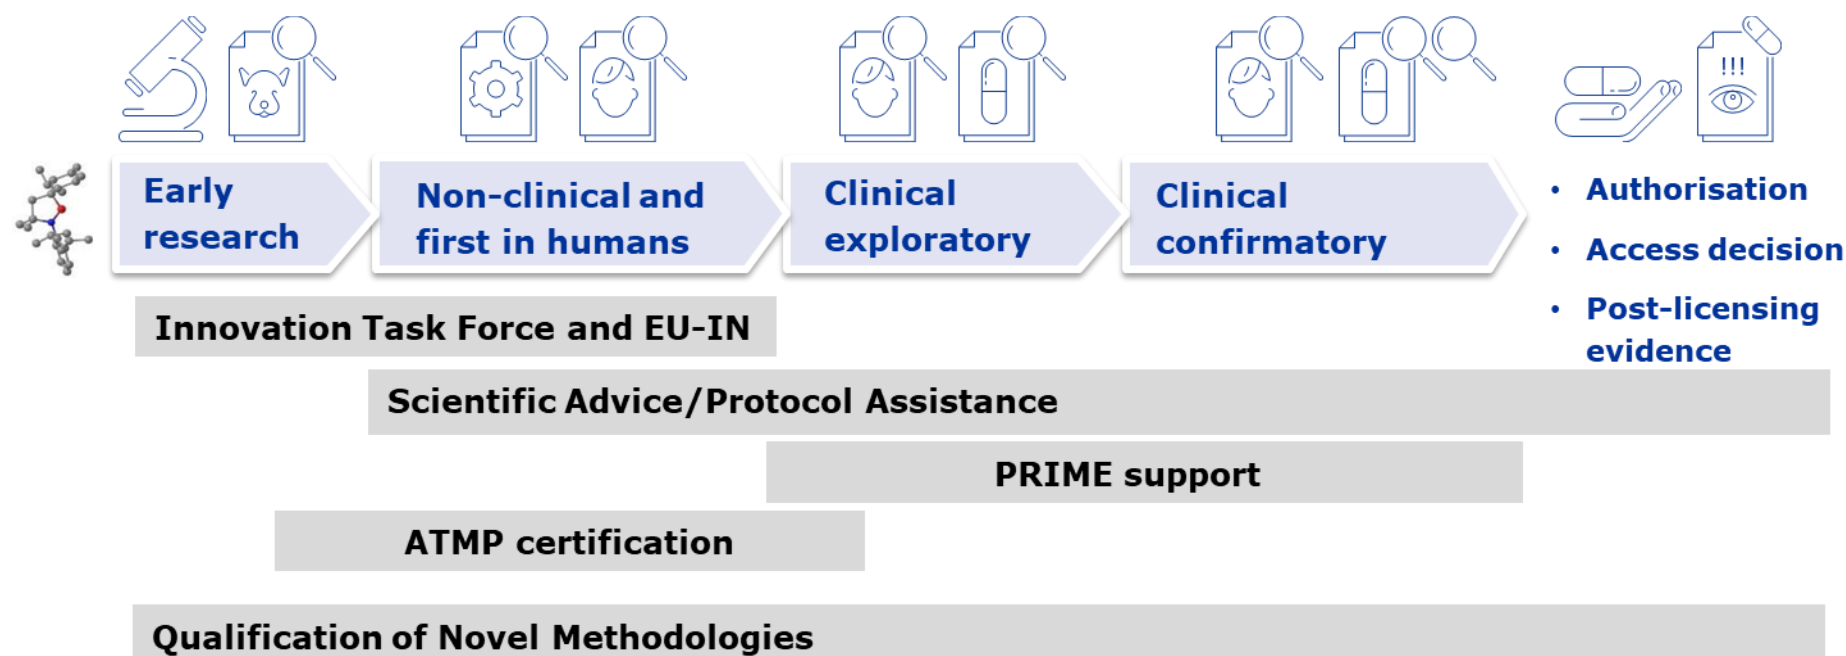 !!!
Early
research
Non-clinical and
first in humans
Clinical
exploratory
Clinical
confirmatory
• Authorisation
• Access decision
• Post-licensing
evidence
Innovation Task Force and EU-IN
Scientific Advice/Protocol Assistance
PRIME support
ATMP certification
Qualification of Novel Methodologies